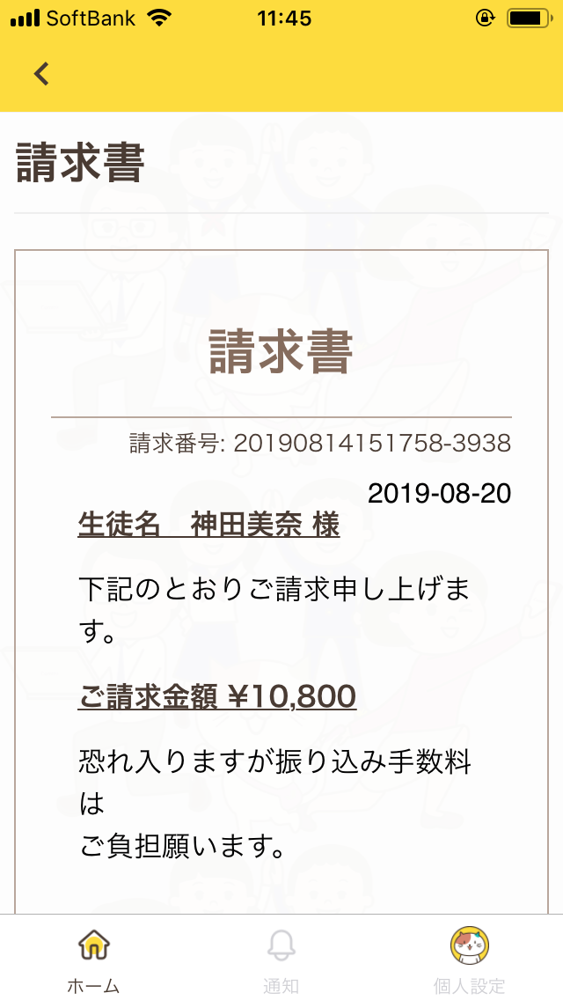 SoftBank 11:45
請求書
請求書
請求番号: 20190814151758-3938
2019-08-20
生徒名　神田美奈 様
下記のとおりご請求申し上げま
す。
ご請求金額 ¥10,800
恐れ入りますが振り込み手数料
は
ご負担願います。
ホーム 通知 個人設定